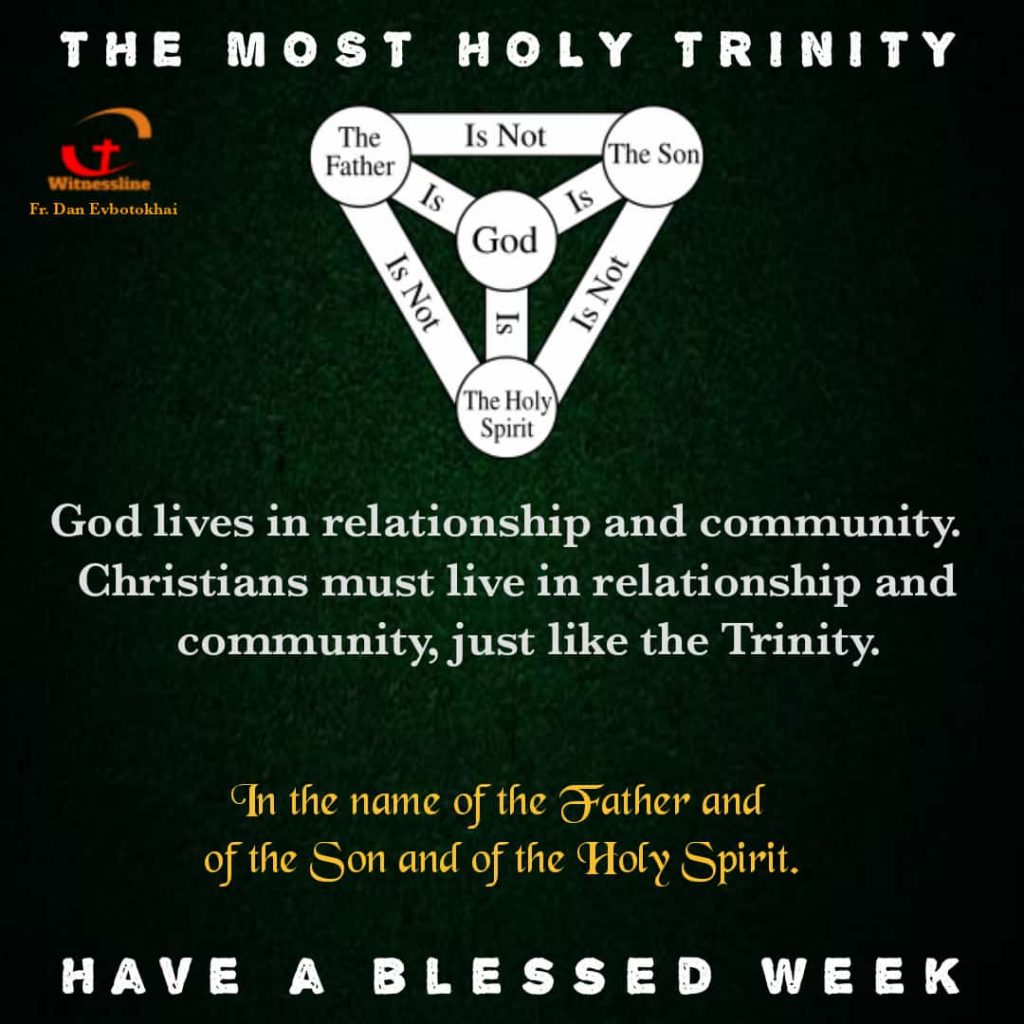 THE MOST HOLY TRINITY
Witnessline
Fr. Dan Evbotokhai
The
Father
Is Not
The Son
Is
Is
God
Is Not
Is
Is Not
The Holy
Spirit
God lives in relationship and community.
Christians must live in relationship and
community, just like the Trinity.
In the name of the Father and
of the Son and of the Holy Spirit.
HAVE A BLESSED WEEK